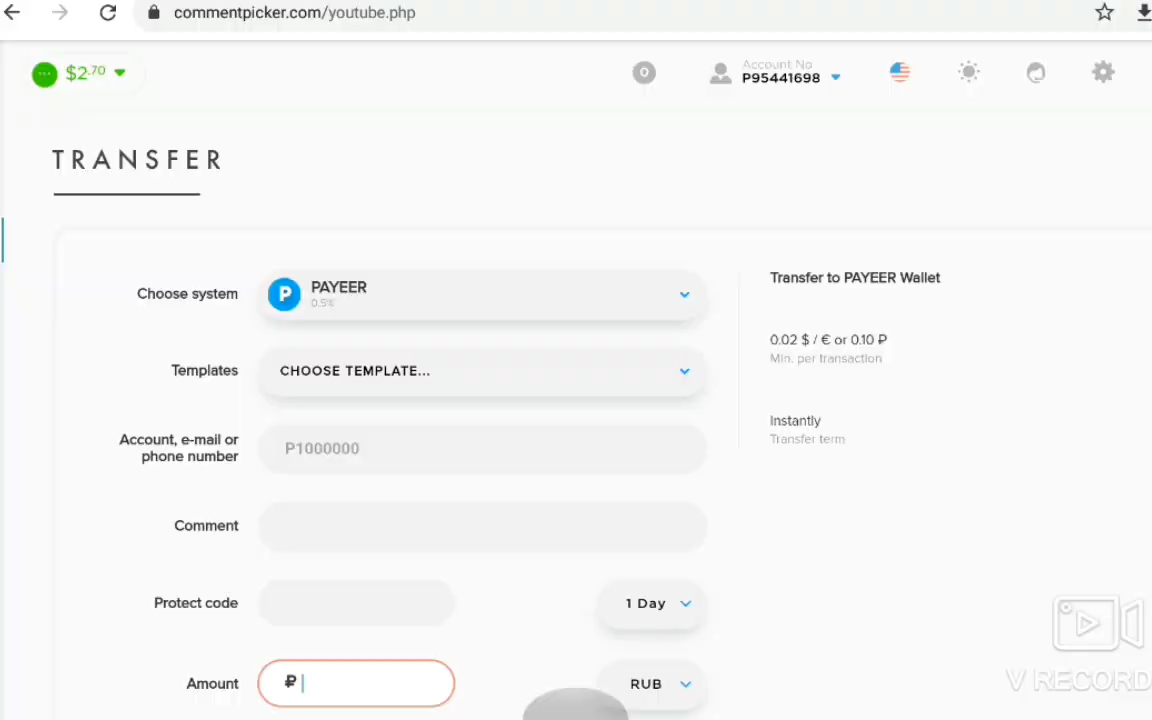 commentpicker.com/youtube.php
$2.70
0
Account No
P95441698
TRANSFER
Choose system
P
PAYEER
0.5%
Templates
CHOOSE TEMPLATE...
Account, e-mail or
phone number
P1000000
Comment
Protect code
1 Day
Amount
₽
RUB
Transfer to PAYEER Wallet
0.02 $ / € or 0.10 ₽
Min. per transaction
Instantly
Transfer term
V RECORD